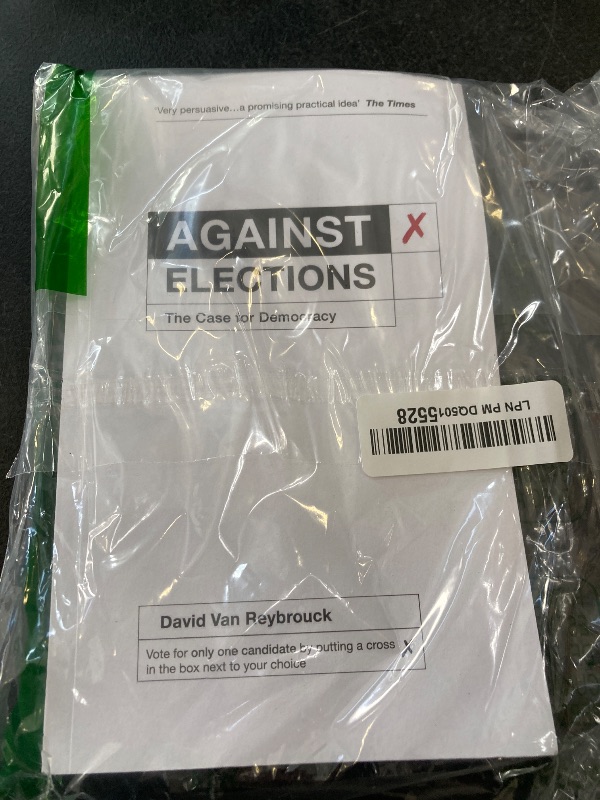 'Very persuasive...a promising practical idea' The Times
AGAINST X
ELECTIONS
The Case for Democracy
LPN PM DQ5015528
David Van Reybrouck
Vote for only one candidate by putting a cross X
in the box next to your choice